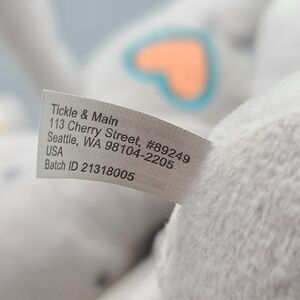 Tickle & Main
113 Cherry Street, #89249
Seattle, WA 98104-2205
USA
Batch ID 21318005